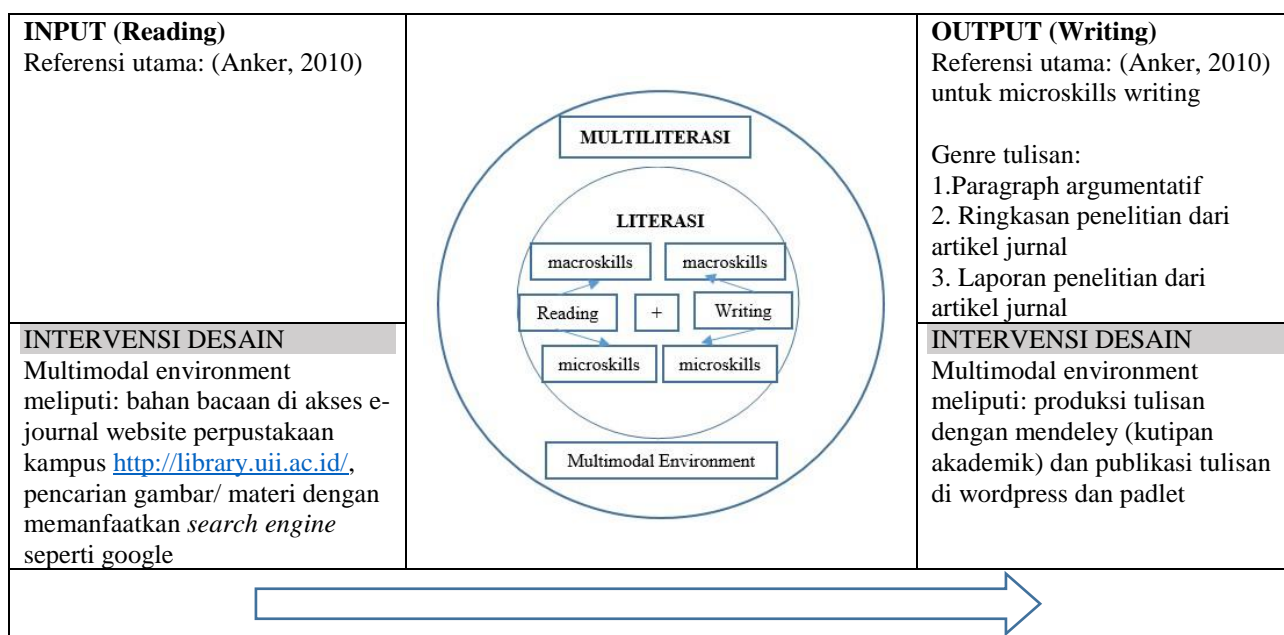 INPUT (Reading)
Referensi utama: (Anker, 2010)
MULTILITERASI
LITERASI
macroskills
macroskills
Reading
+
Writing
microskills
microskills
Multimodal Environment
OUTPUT (Writing)
Referensi utama: (Anker, 2010)
untuk microskills writing
Genre tulisan:
1.Paragraph argumentatif
2. Ringkasan penelitian dari
artikel jurnal
3. Laporan penelitian dari
artikel jurnal
INTERVENSI DESAIN
Multimodal environment
meliputi: bahan bacaan di akses e-
journal website perpustakaan
kampus http://library.uii.ac.id/,
pencarian gambar/ materi dengan
memanfaatkan search engine
seperti google
INTERVENSI DESAIN
Multimodal environment
meliputi: produksi tulisan
dengan mendeley (kutipan
akademik) dan publikasi tulisan
di wordpress dan padlet